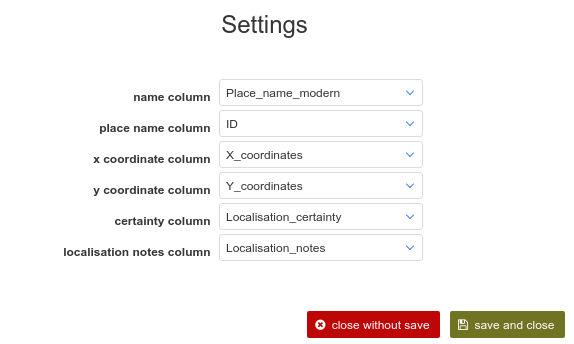 Settings
name column Place_name_modern
place name column ID
x coordinate column X_coordinates
y coordinate column Y_coordinates
certainty column Localisation_certainty
localisation notes column Localisation_notes
close without save save and close